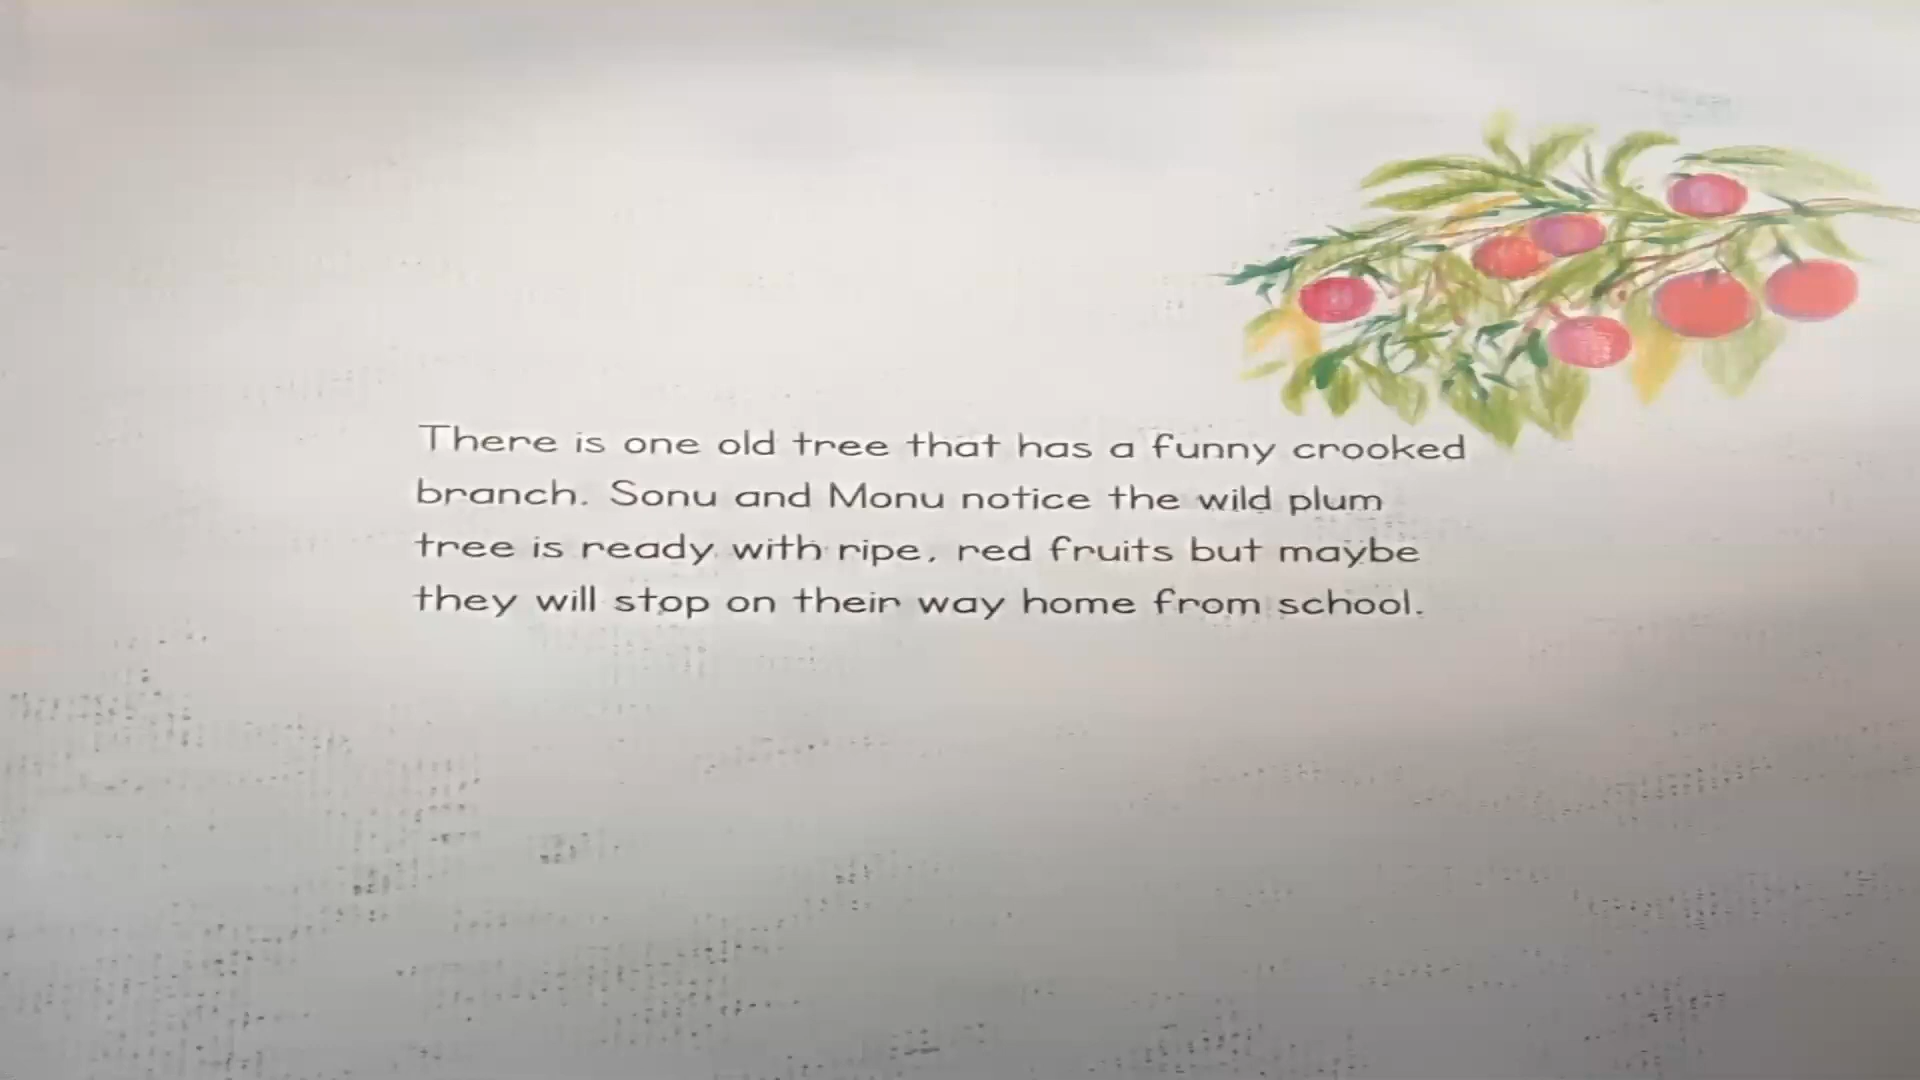 There is one old tree that has a funny crooked
branch. Sonu and Monu notice the wild plum
tree is ready with ripe, red fruits but maybe
they will stop on their way home from school.